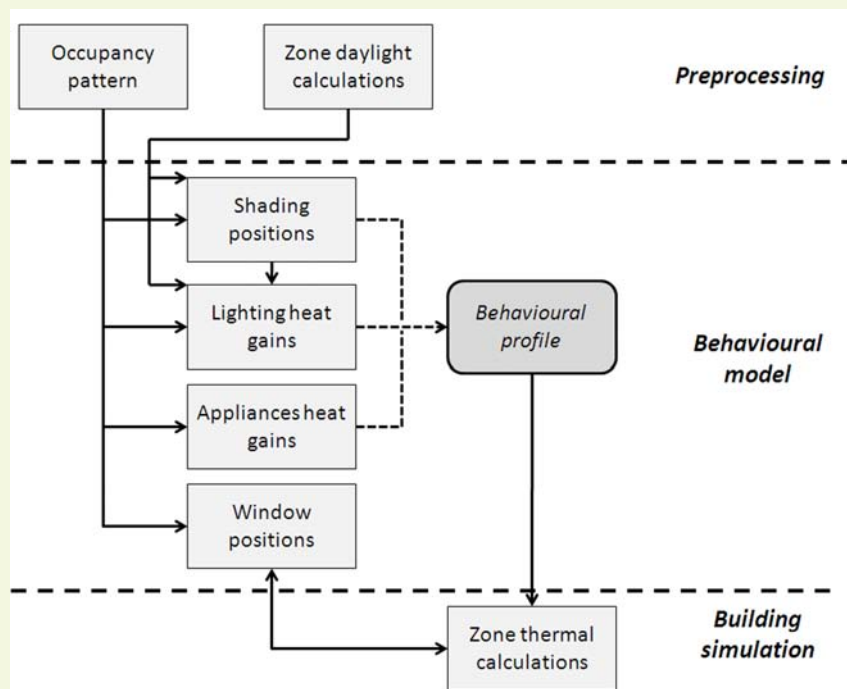 Occupancy
pattern
Zone daylight
calculations
Preprocessing
Shading
positions
Lighting heat
gains
Behavioural
profile
Behavioural
model
Appliances heat
gains
Window
positions
Zone thermal
calculations
Building
simulation